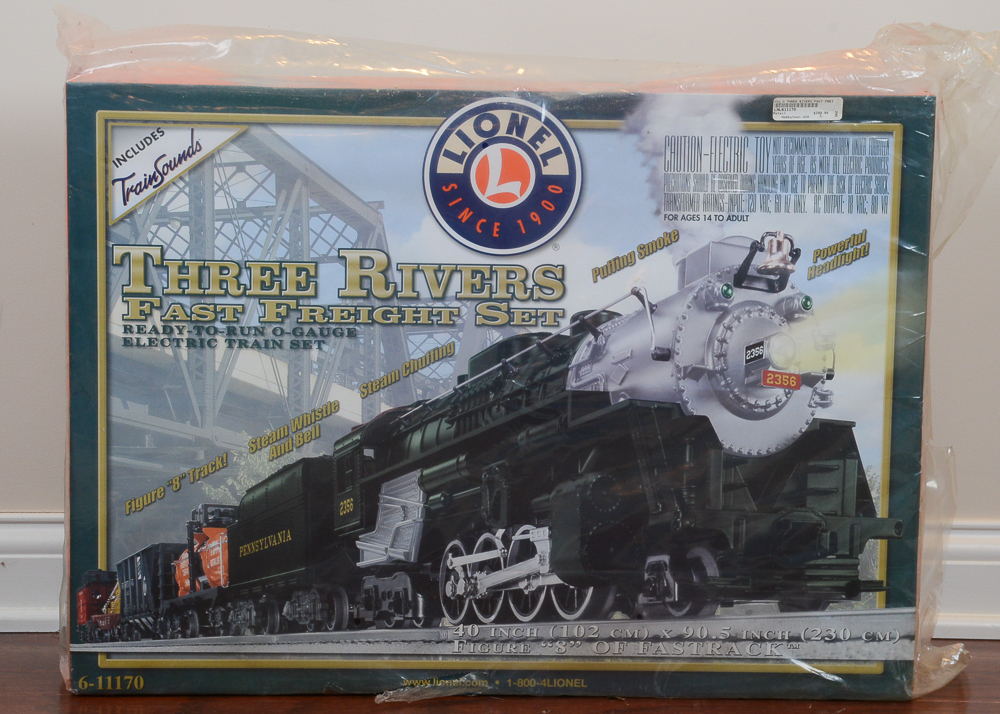 INCLUDES
TrainSounds
LIONEL
SINCE 1900
L
®
CAUTION–ELECTRIC TOY
FOR AGES 14 TO ADULT
THREE RIVERS
FAST FREIGHT SET
READY-TO-RUN O-GAUGE
ELECTRIC TRAIN SET
Puffing Smoke
Powerful
Headlight!
Steam Chuffing
Steam Whistle
And Bell
Figure "8" Track!
2356
2356
2356
PENNSYLVANIA
40 INCH (102 CM) X 90.5 INCH (230 CM)
FIGURE "8" OF FASTRACK™
6-11170
www.lionel.com • 1-800-4LIONEL